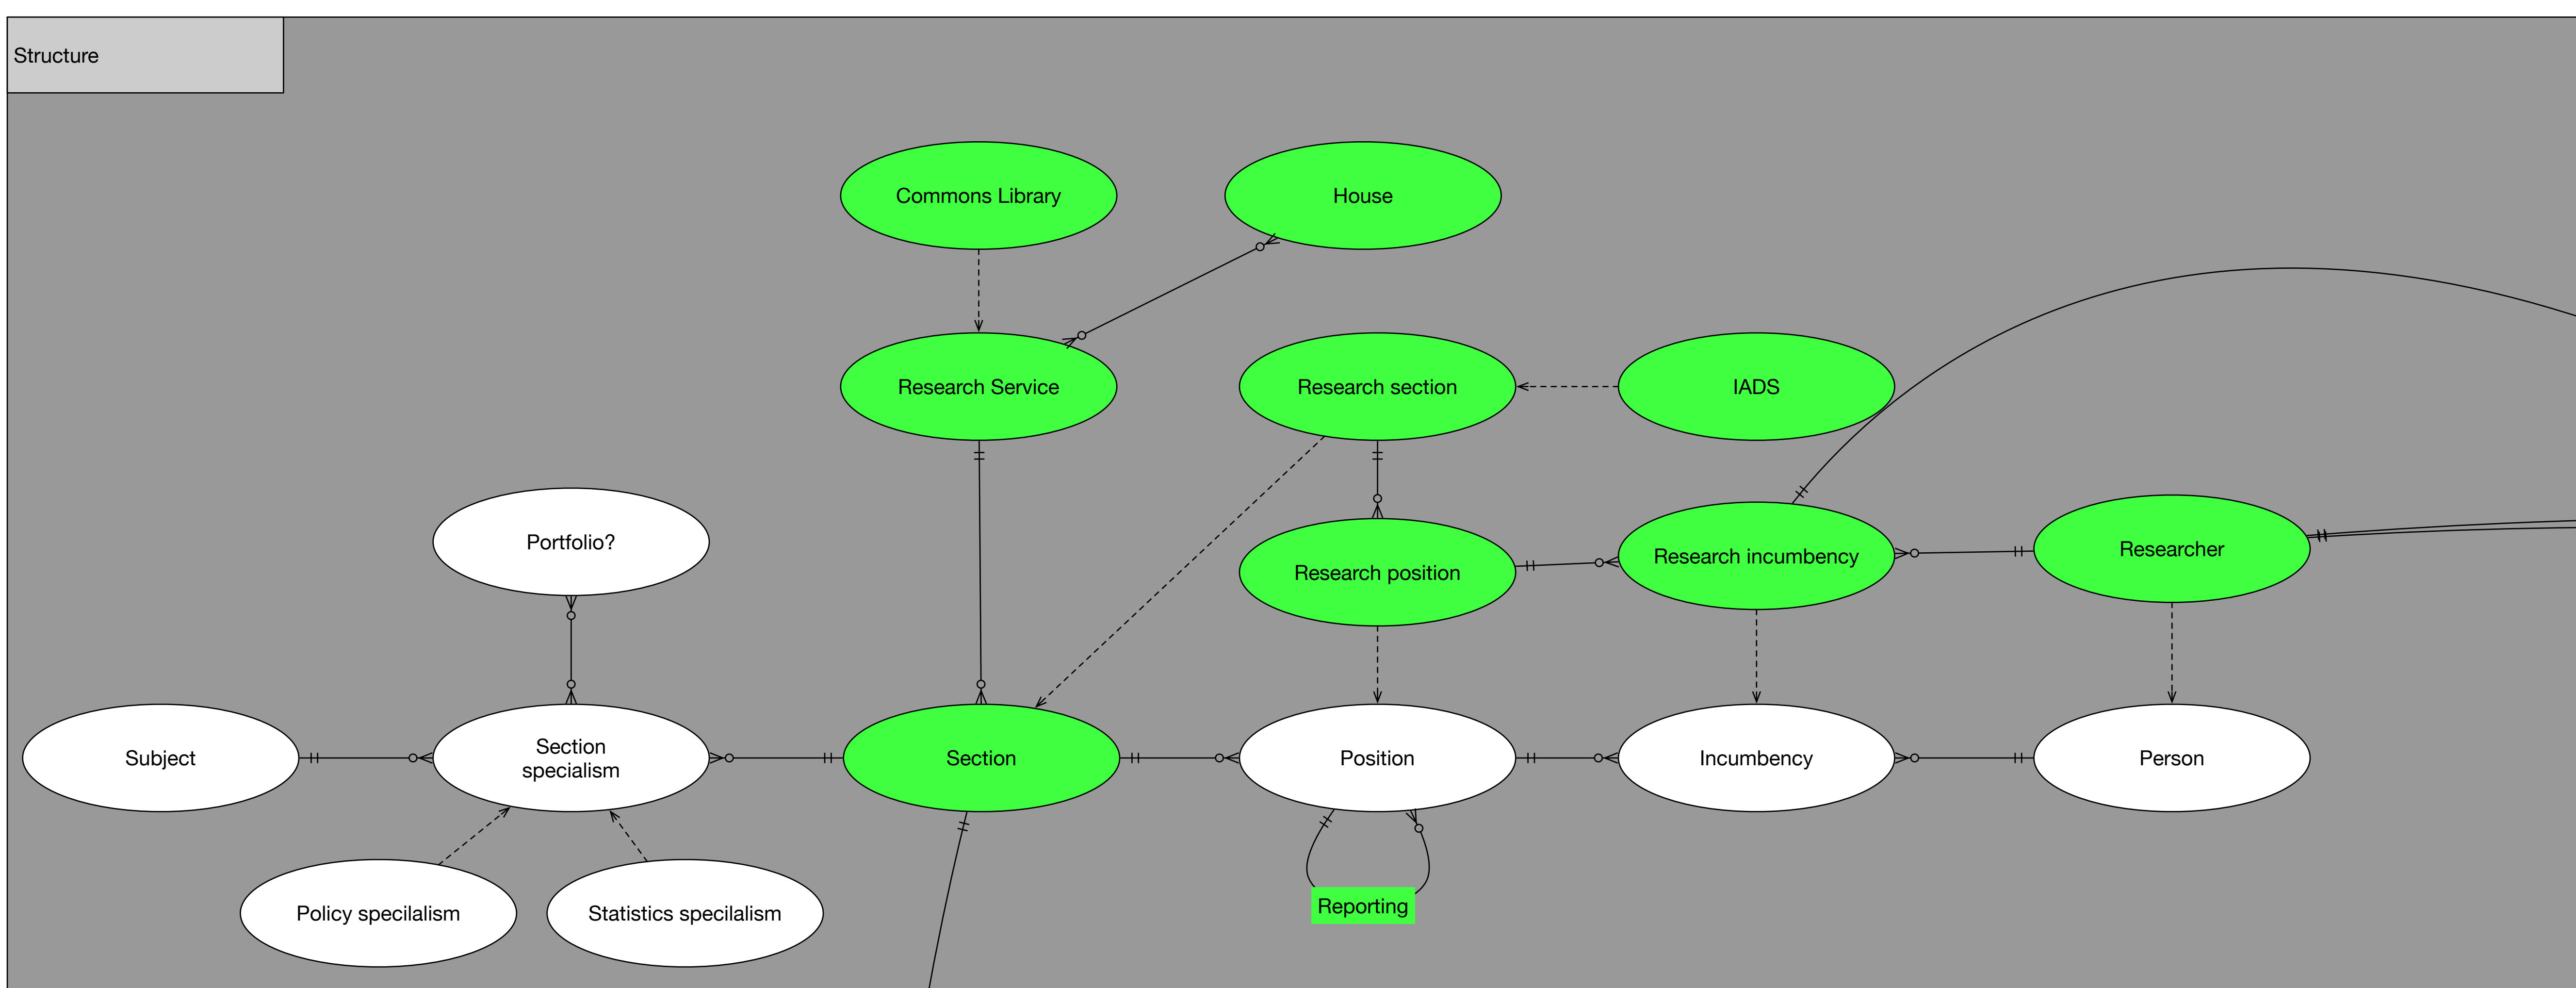 Structure
Commons Library
House
Research Service
Research section
IADS
Portfolio?
Research position
Research incumbency
Researcher
Subject
Section
specialism
Section
Position
Incumbency
Person
Policy specilalism
Statistics specilalism
Reporting